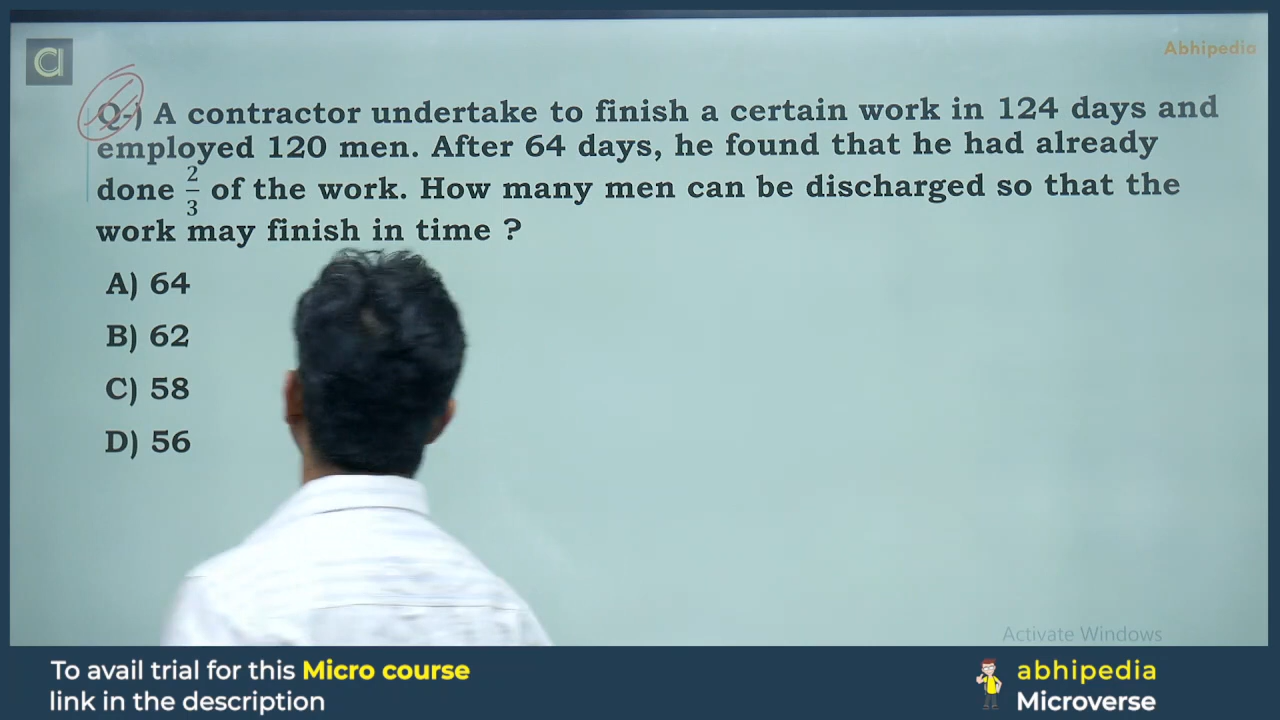 Abhipedia
Q-) A contractor undertake to finish a certain work in 124 days and
employed 120 men. After 64 days, he found that he had already
done 2/3 of the work. How many men can be discharged so that the
work may finish in time ?
A) 64
B) 62
C) 58
D) 56
Activate Windows
To avail trial for this Micro course
link in the description
abhipedia
Microverse